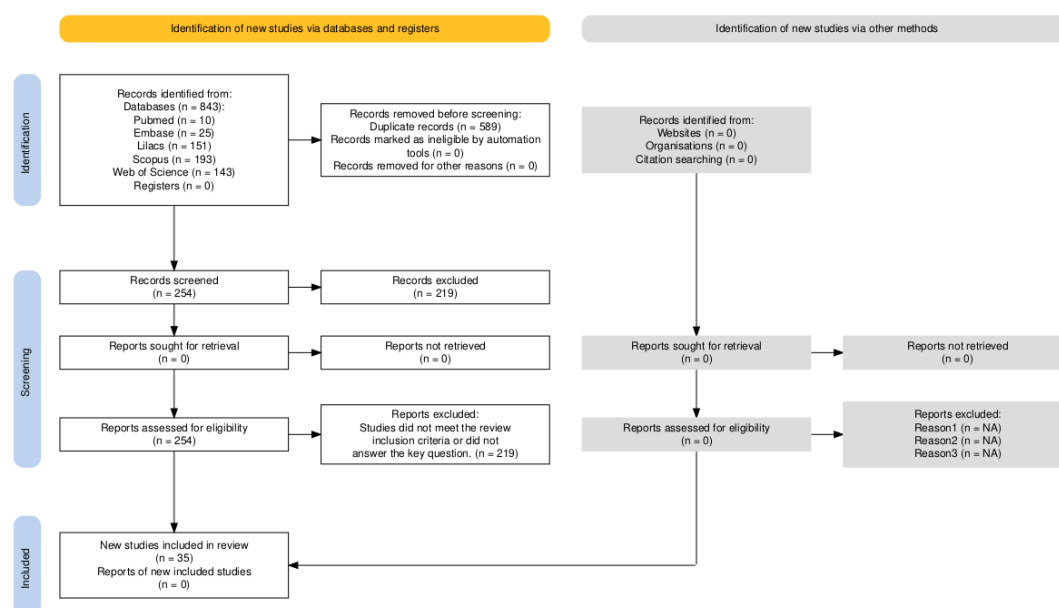 Identification of new studies via databases and registers
Identification of new studies via other methods
Identification
Records identified from:
Databases (n = 843):
Pubmed (n = 10)
Embase (n = 25)
Lilacs (n = 151)
Scopus (n = 193)
Web of Science (n = 143)
Registers (n = 0)
Records removed before screening:
Duplicate records (n = 589)
Records marked as ineligible by automation
tools (n = 0)
Records removed for other reasons (n = 0)
Records identified from:
Websites (n = 0)
Organisations (n = 0)
Citation searching (n = 0)
Screening
Records screened
(n = 254)
Records excluded
(n = 219)
Reports sought for retrieval
(n = 0)
Reports not retrieved
(n = 0)
Reports sought for retrieval
(n = 0)
Reports not retrieved
(n = 0)
Reports assessed for eligibility
(n = 254)
Reports excluded:
Studies did not meet the review
inclusion criteria or did not
answer the key question. (n = 219)
Reports assessed for eligibility
(n = 0)
Reports excluded:
Reason1 (n = NA)
Reason2 (n = NA)
Reason3 (n = NA)
Included
New studies included in review
(n = 35)
Reports of new included studies
(n = 0)